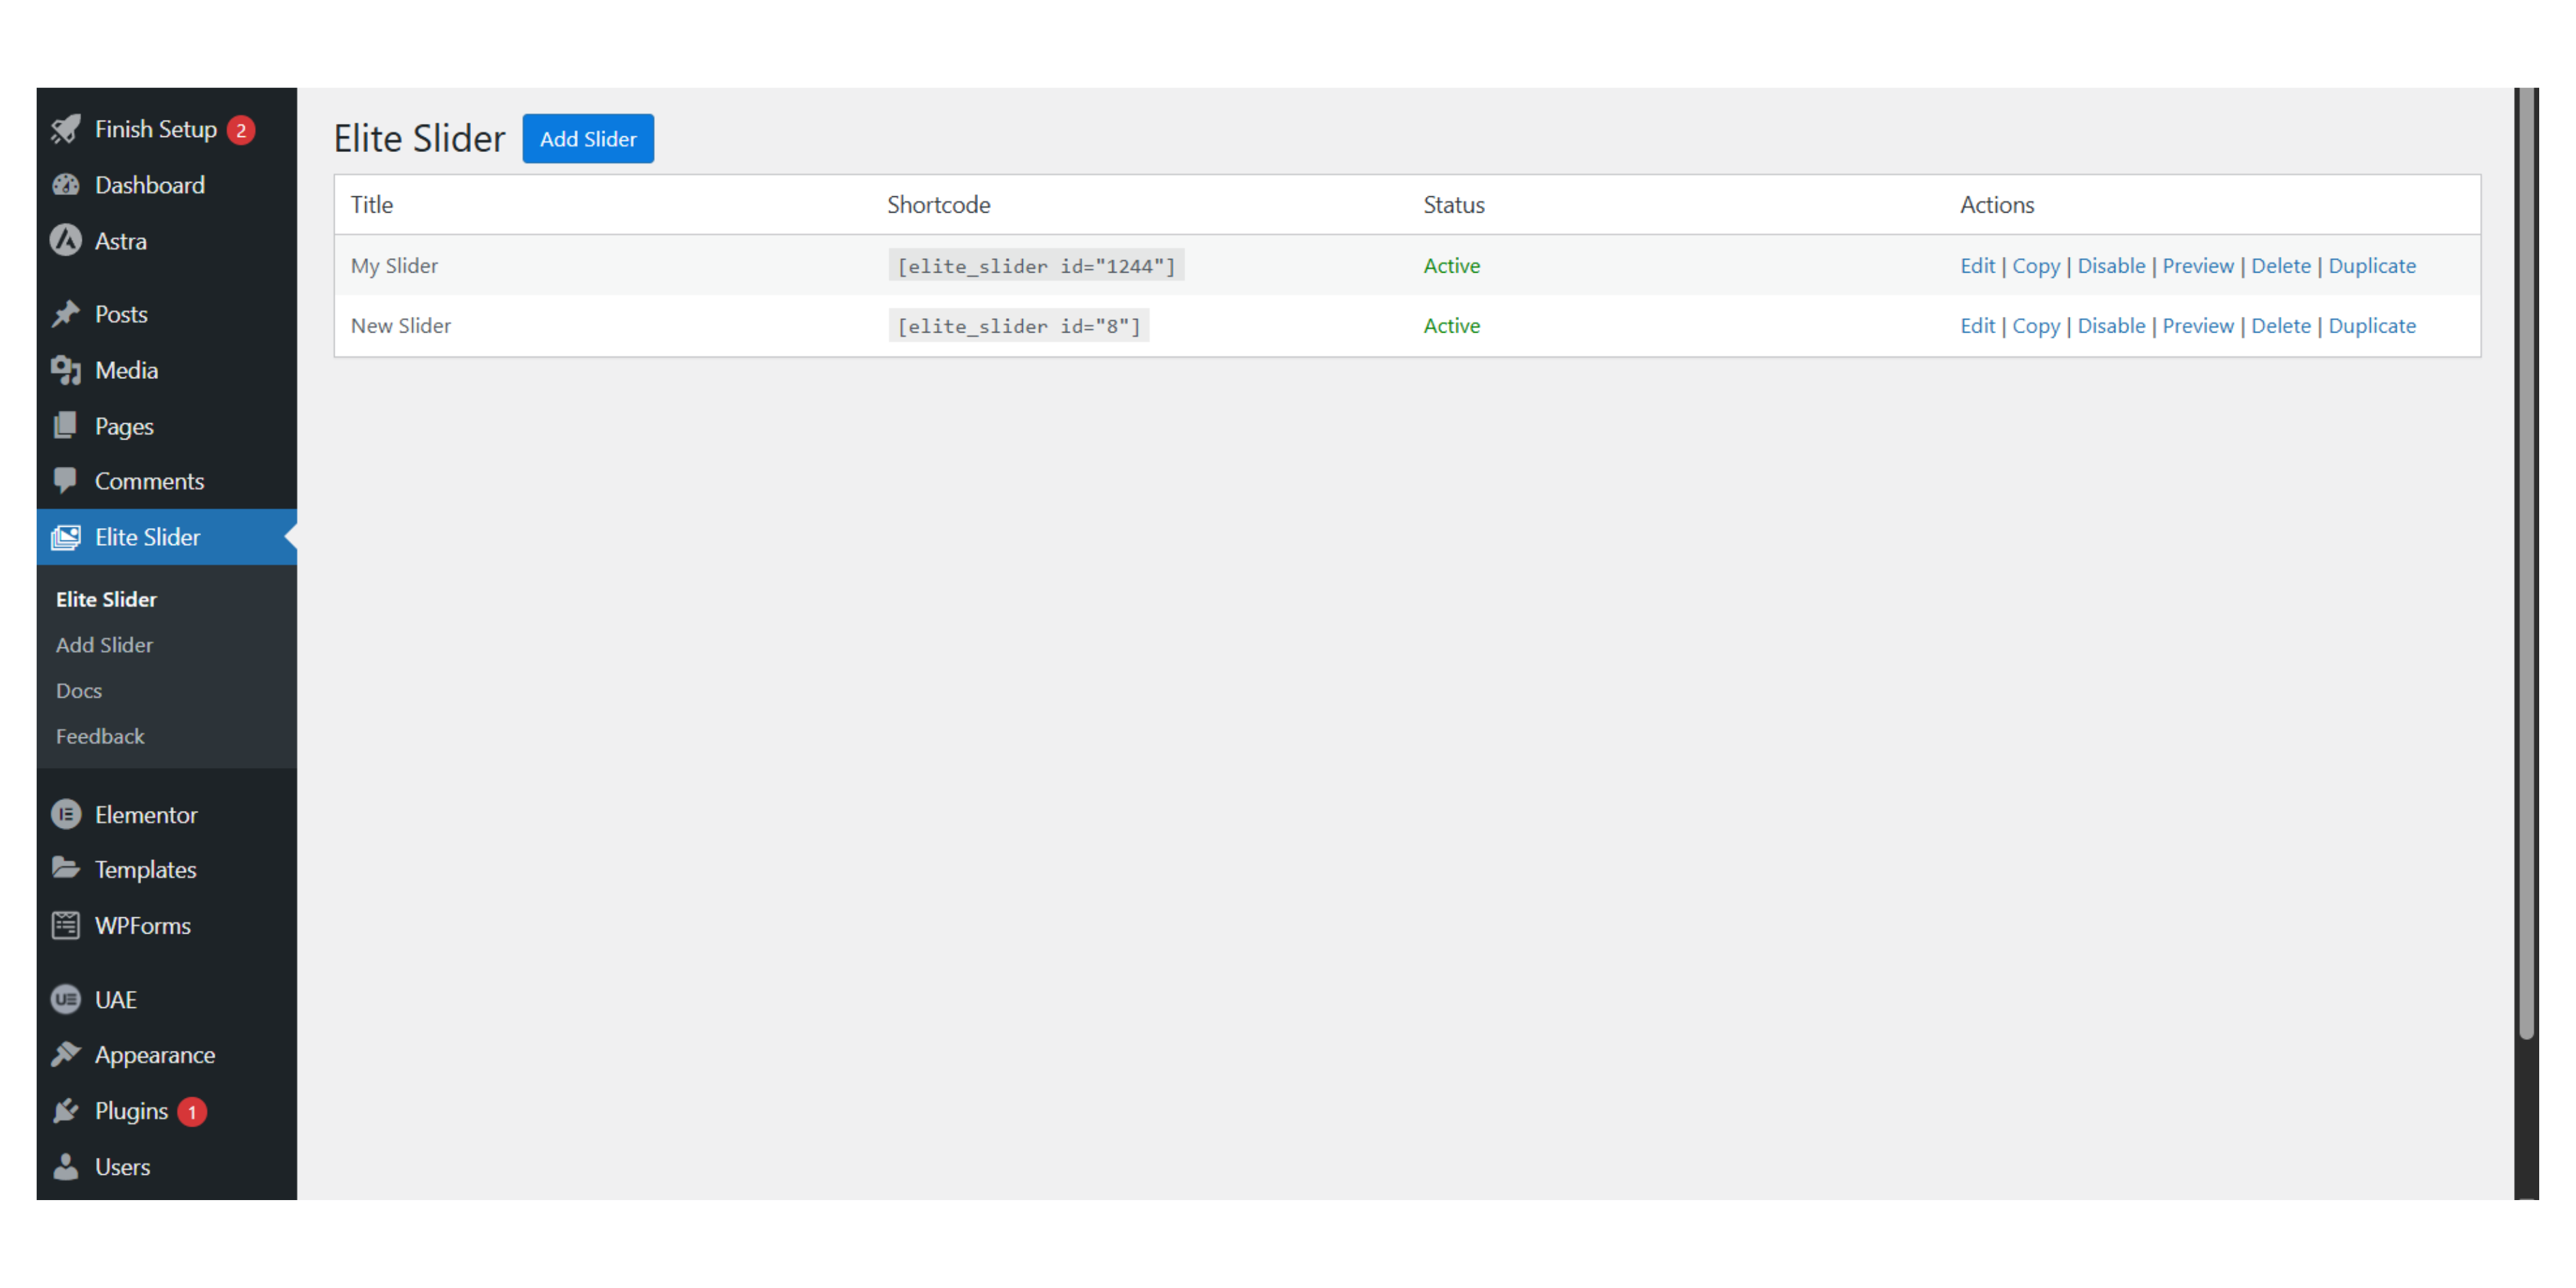 Finish Setup 2
Dashboard
Astra
Posts
Media
Pages
Comments
Elite Slider
Elite Slider
Add Slider
Docs
Feedback
Elementor
Templates
WPForms
UAE
Appearance
Plugins 1
Users
Elite Slider Add Slider
Title Shortcode Status Actions
My Slider [elite_slider id="1244"] Active Edit | Copy | Disable | Preview | Delete | Duplicate
New Slider [elite_slider id="8"] Active Edit | Copy | Disable | Preview | Delete | Duplicate